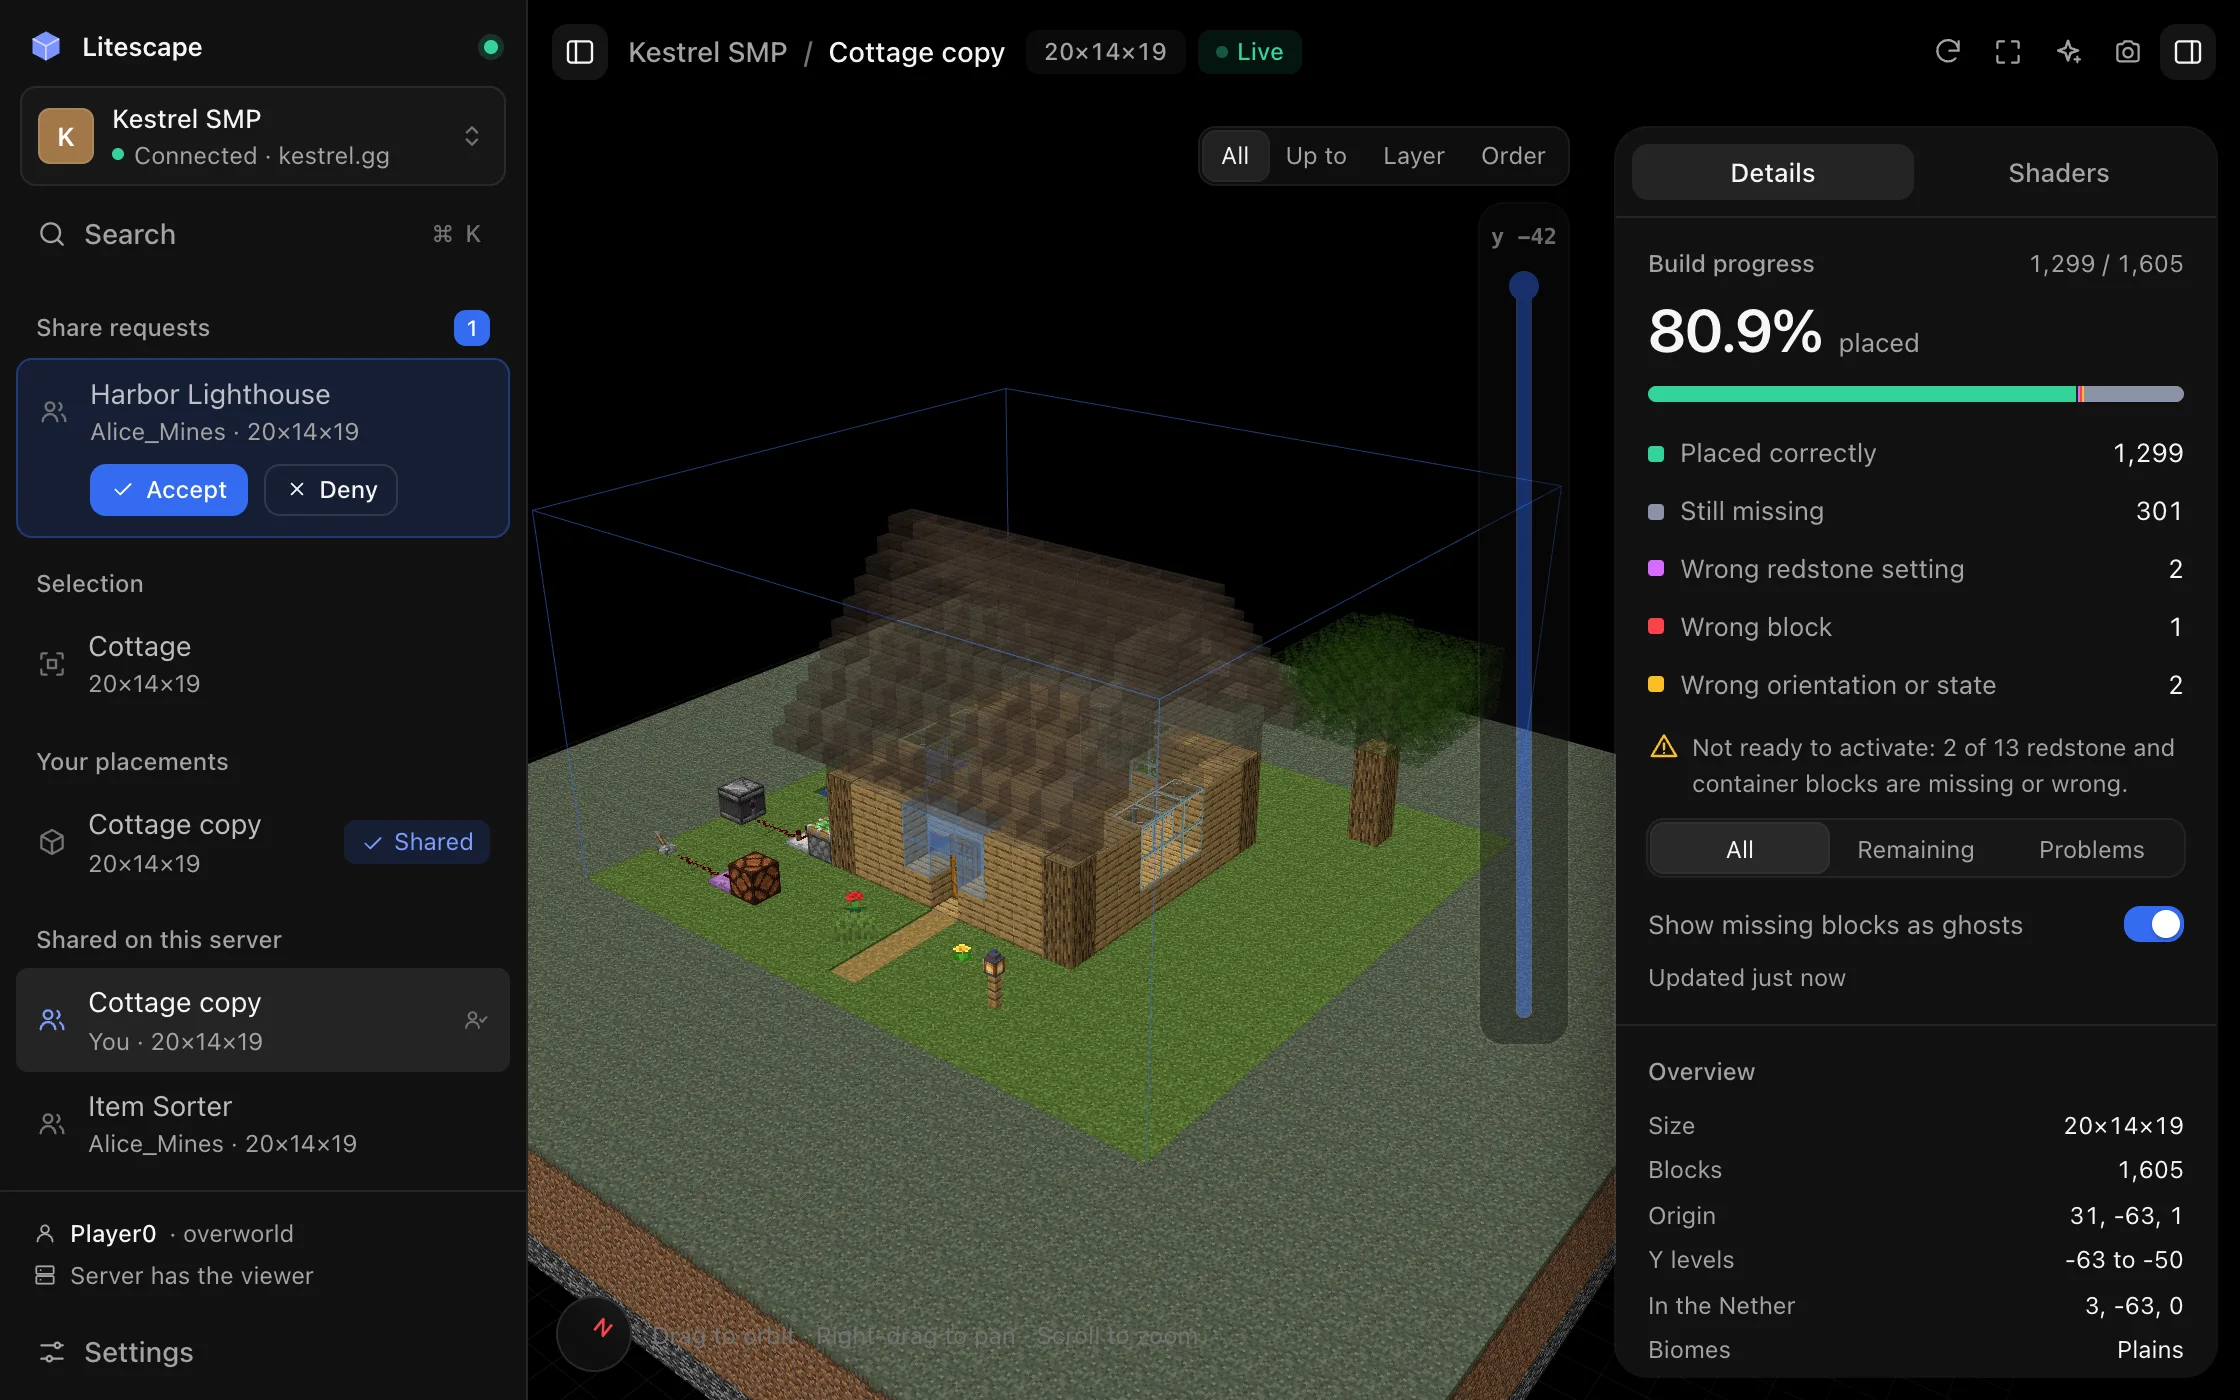 Litescape
K
Kestrel SMP
Connected · kestrel.gg
Search
⌘ K
Share requests
1
Harbor Lighthouse
Alice_Mines · 20×14×19
Accept
Deny
Selection
Cottage
20×14×19
Your placements
Cottage copy
20×14×19
Shared
Shared on this server
Cottage copy
You · 20×14×19
Item Sorter
Alice_Mines · 20×14×19
Player0 · overworld
Server has the viewer
Settings
Kestrel SMP / Cottage copy
20×14×19
Live
All
Up to
Layer
Order
y −42
N
Drag to orbit · Right-drag to pan · Scroll to zoom
Details
Shaders
Build progress
1,299 / 1,605
80.9% placed
Placed correctly
1,299
Still missing
301
Wrong redstone setting
2
Wrong block
1
Wrong orientation or state
2
Not ready to activate: 2 of 13 redstone and
container blocks are missing or wrong.
All
Remaining
Problems
Show missing blocks as ghosts
Updated just now
Overview
Size
20×14×19
Blocks
1,605
Origin
31, -63, 1
Y levels
-63 to -50
In the Nether
3, -63, 0
Biomes
Plains